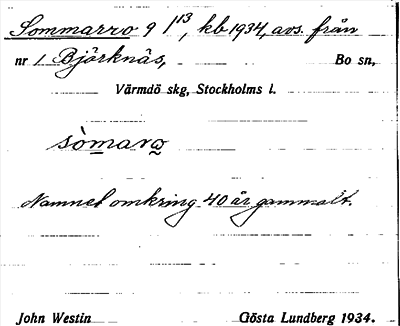 Sommarro 9 1/13, kb 1934, avs. från
nr 1 Björknäs, Bo sn,
Värmdö skg, Stockholms l.
sòmarω
Namnet omkring 40 år gammalt.
John Westin Gösta Lundberg 1934.